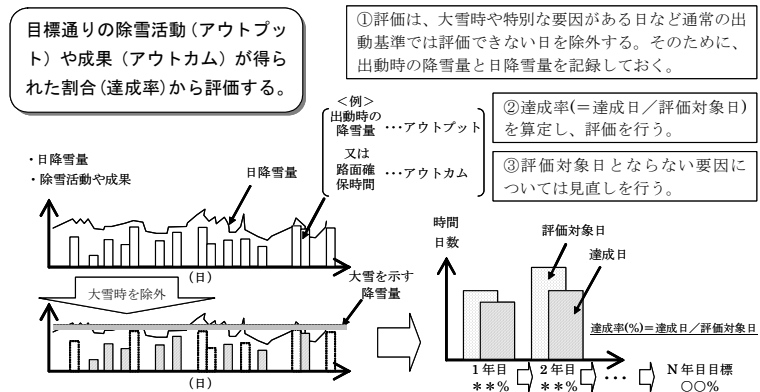 目標通りの除雪活動（アウトプッ
ト）や成果（アウトカム）が得ら
れた割合（達成率）から評価する。
①評価は、大雪時や特別な要因がある日など通常の出
動基準では評価できない日を除外する。そのために、
出動時の降雪量と日降雪量を記録しておく。
＜例＞
出動時の
降雪量
･･･アウトプット
又は
路面確
保時間
･･･アウトカム
②達成率(＝達成日／評価対象日)
を算定し、評価を行う。
③評価対象日とならない要因に
ついては見直しを行う。
・日降雪量
・除雪活動や成果
日降雪量
（日）
大雪時を除外
大雪を示す
降雪量
（日）
時間
日数
評価対象日
達成日
達成率(%)＝達成日／評価対象日
1年目
＊＊%
2年目
＊＊%
･･･
N年目目標
○○%